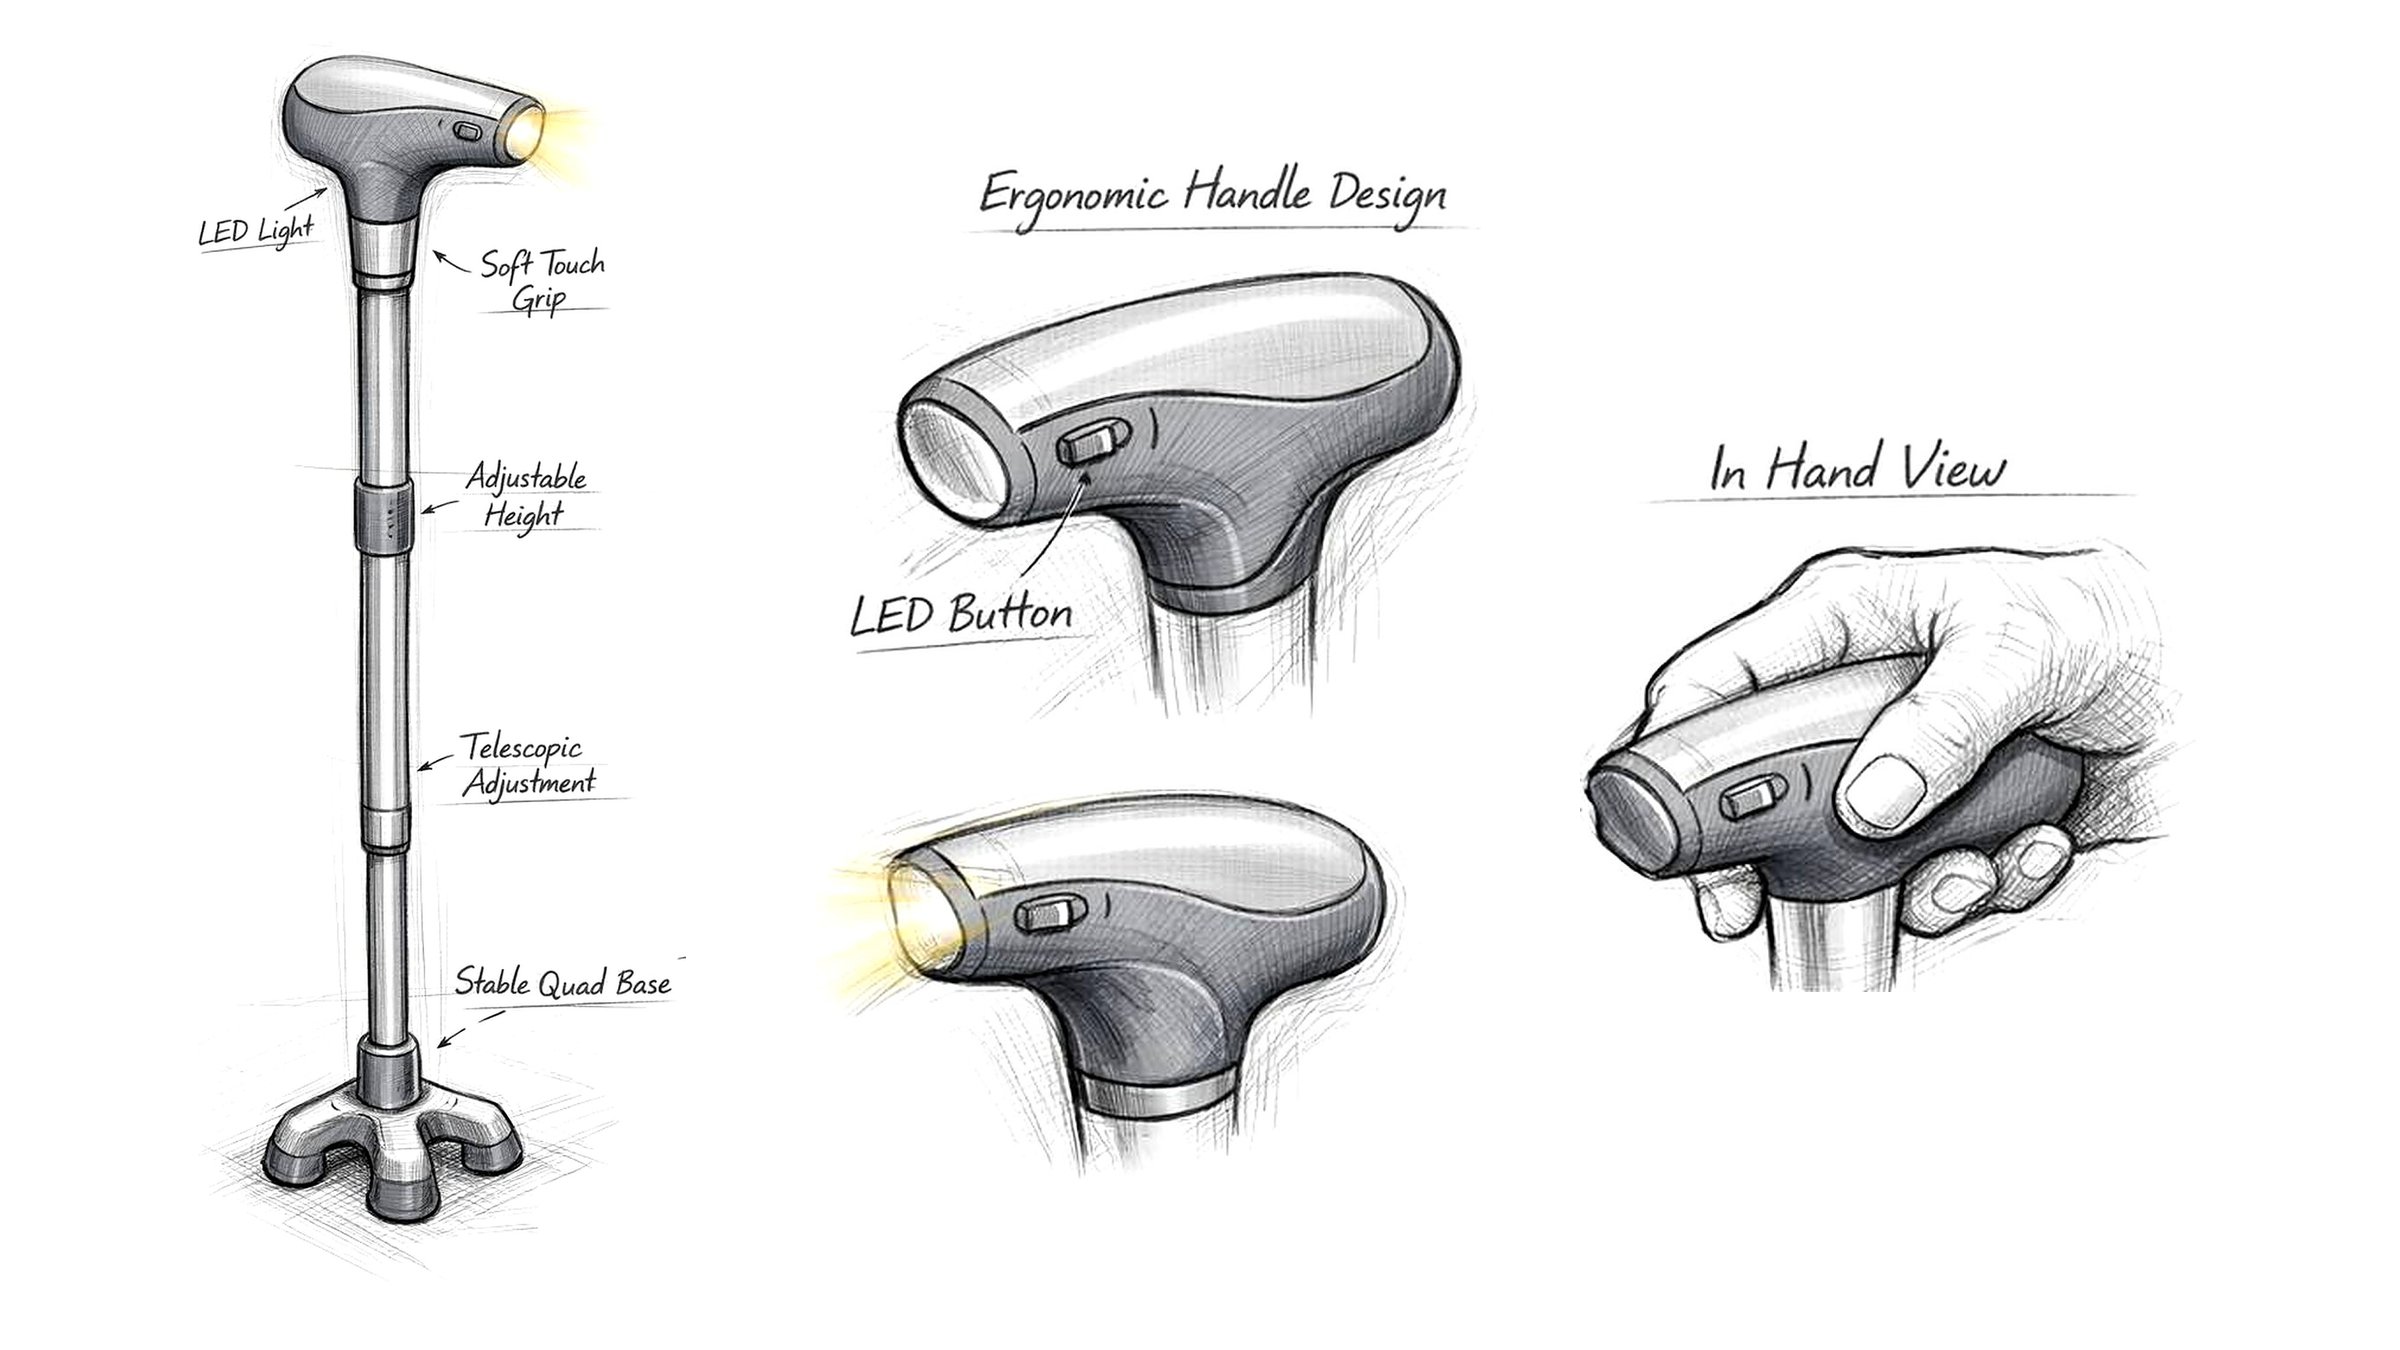 LED Light
Soft Touch
Grip
Adjustable
Height
Telescopic
Adjustment
Stable Quad Base
Ergonomic Handle Design
LED Button
In Hand View